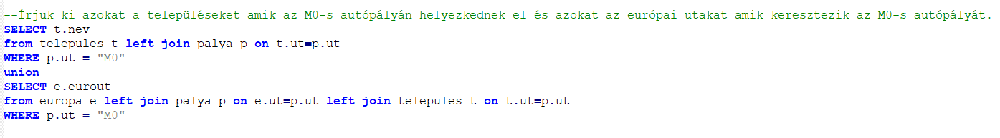 --Írjuk ki azokat a településeket amik az M0-s autópályán helyezkednek el és azokat az európai utakat amik keresztezik az M0-s autópályát.
SELECT t.nev
from telepules t left join palya p on t.ut=p.ut
WHERE p.ut = "M0"
union
SELECT e.eurout
from europa e left join palya p on e.ut=p.ut left join telepules t on t.ut=p.ut
WHERE p.ut = "M0"